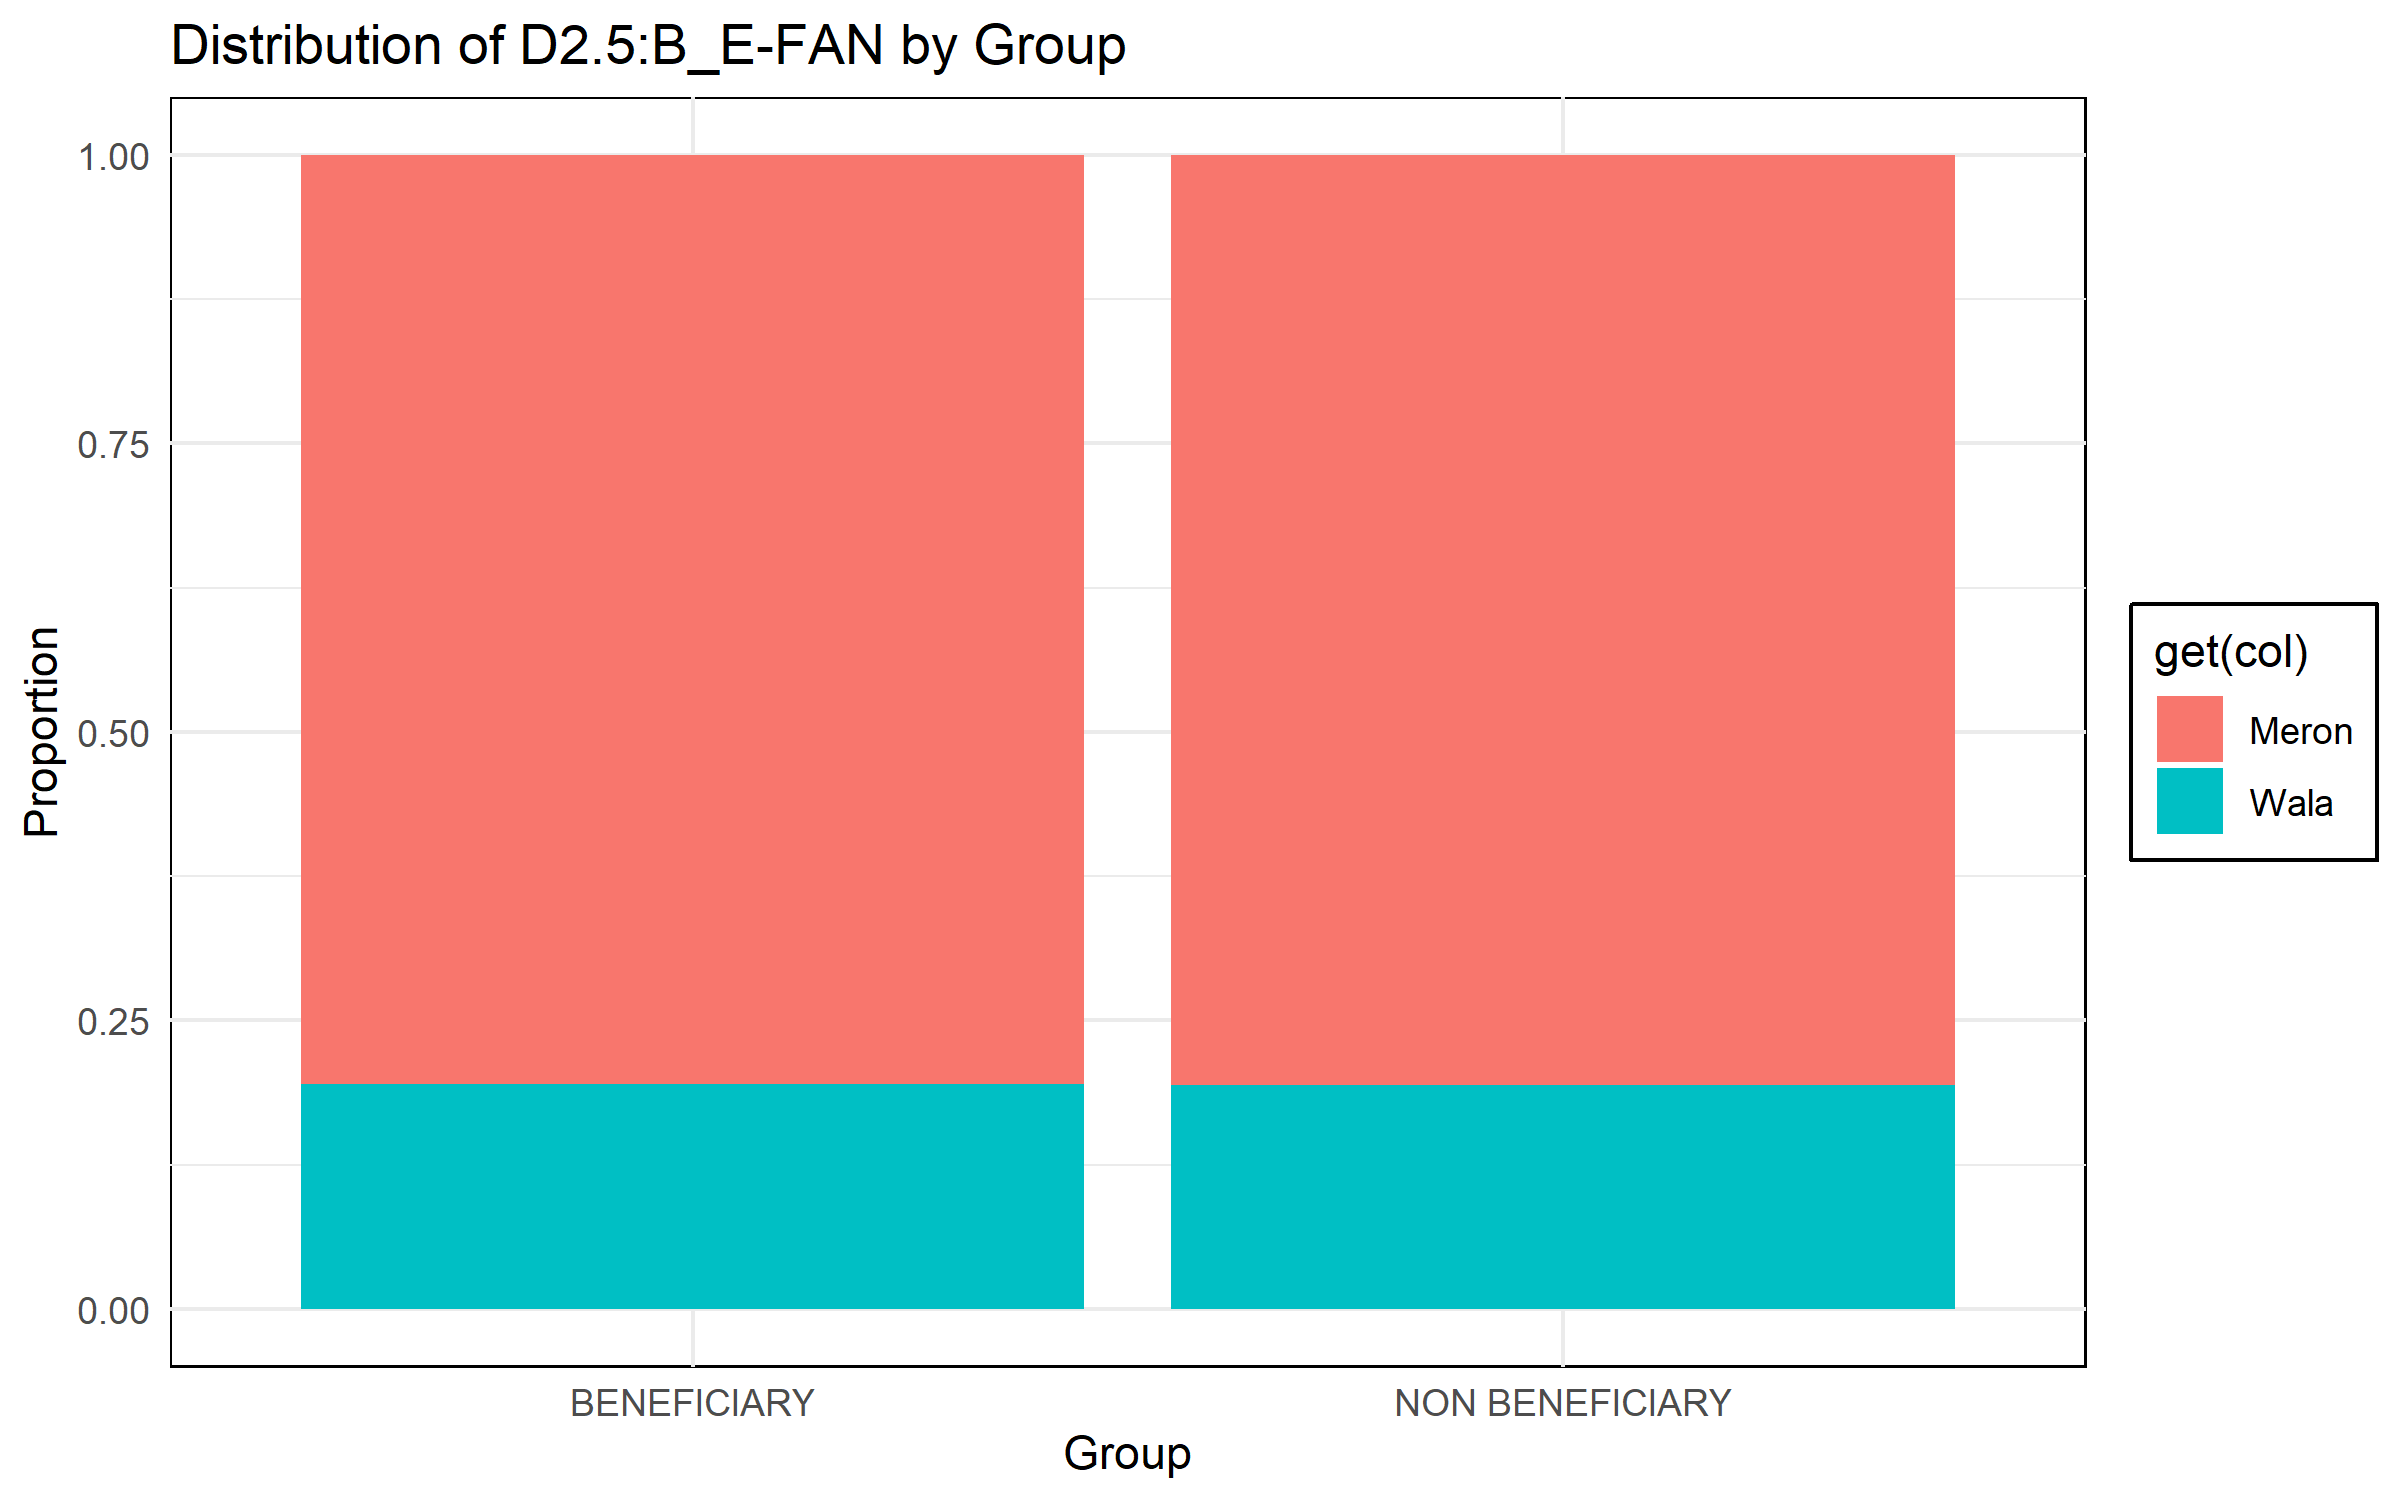 Distribution of D2.5:B_E-FAN by Group
1.00
0.75
0.50
0.25
0.00
Proportion
BENEFICIARY
NON BENEFICIARY
Group
get(col)
Meron
Wala